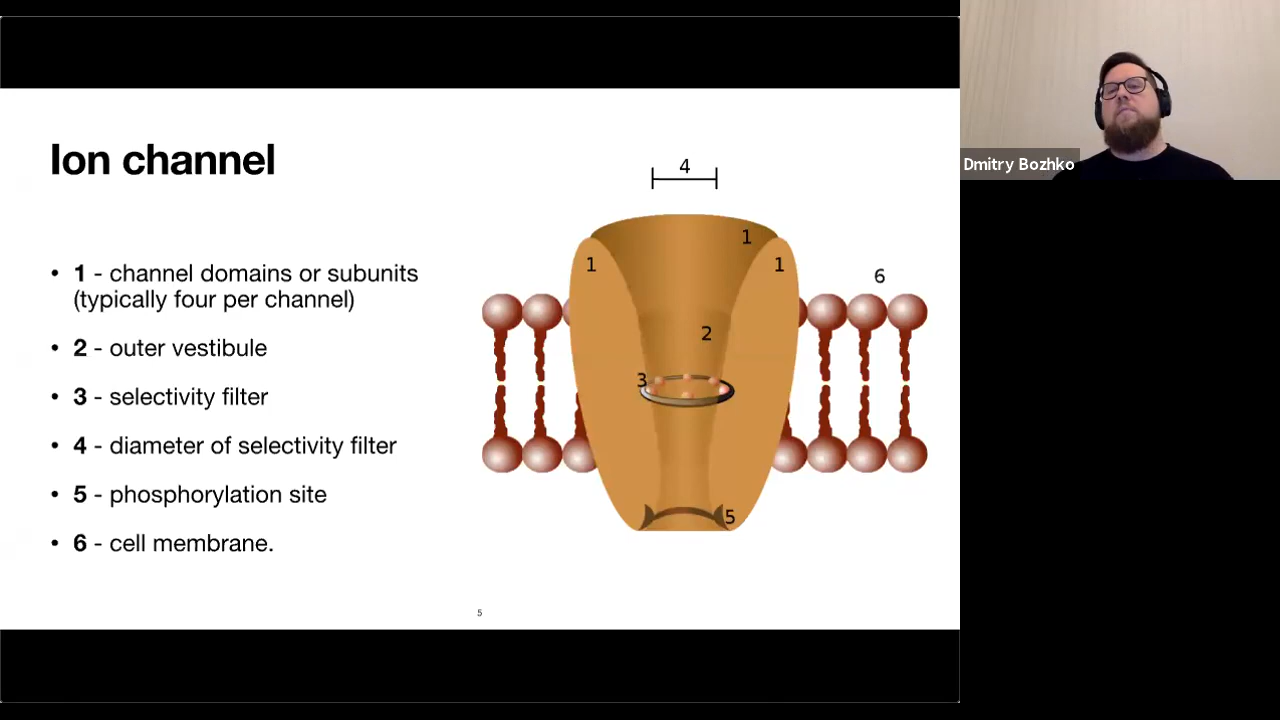 Ion channel
• 1 - channel domains or subunits
(typically four per channel)
• 2 - outer vestibule
• 3 - selectivity filter
• 4 - diameter of selectivity filter
• 5 - phosphorylation site
• 6 - cell membrane.
4
1
1
1
6
2
3
5
5
Dmitry Bozhko